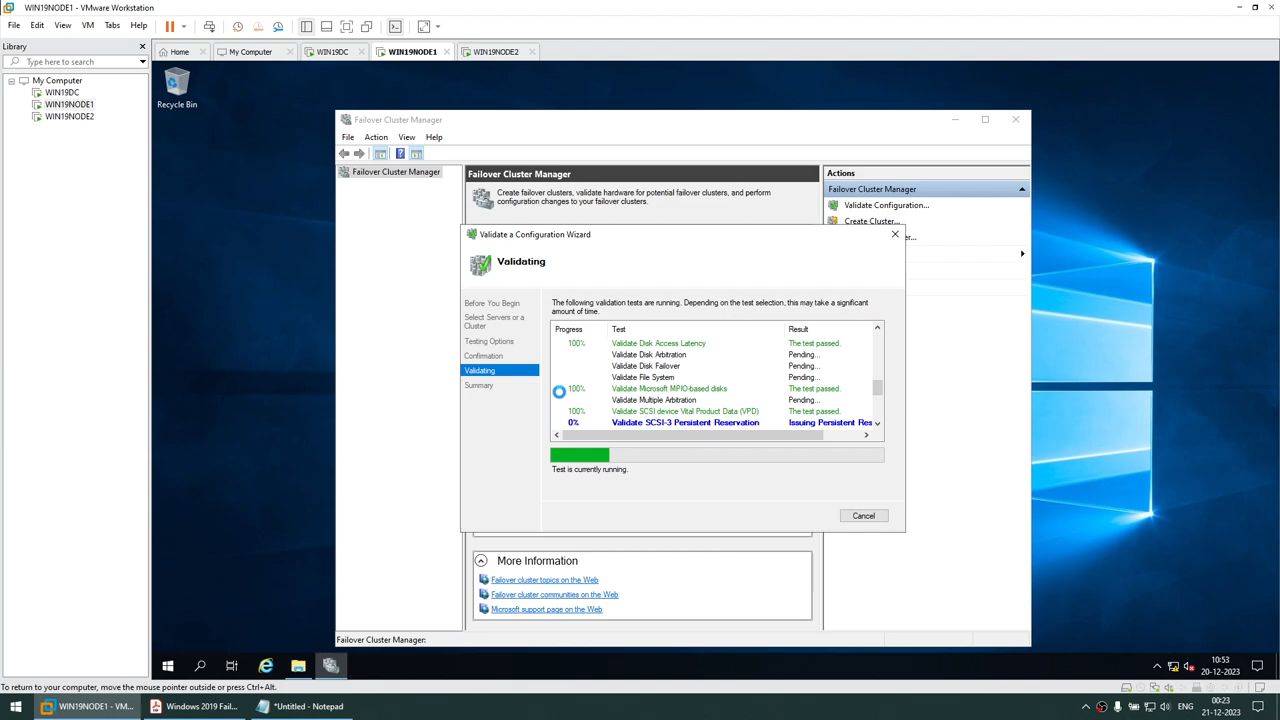 WIN19NODE1 - VMware Workstation
File Edit View VM Tabs Help
Library
Type here to search
My Computer
WIN19DC
WIN19NODE1
WIN19NODE2
Home
My Computer
WIN19DC
WIN19NODE1
WIN19NODE2
Recycle Bin
Failover Cluster Manager
File Action View Help
Failover Cluster Manager
Failover Cluster Manager
Create failover clusters, validate hardware for potential failover clusters, and perform
configuration changes to your failover clusters.
Actions
Failover Cluster Manager
Validate Configuration...
Create Cluster...
er...
Validate a Configuration Wizard
Validating
Before You Begin
Select Servers or a
Cluster
Testing Options
Confirmation
Validating
Summary
The following validation tests are running. Depending on the test selection, this may take a significant
amount of time.
Progress Test Result
100% Validate Disk Access Latency The test passed.
Validate Disk Arbitration Pending...
Validate Disk Failover Pending...
Validate File System Pending...
100% Validate Microsoft MPIO-based disks The test passed.
Validate Multiple Arbitration Pending...
100% Validate SCSI device Vital Product Data (VPD) The test passed.
0% Validate SCSI-3 Persistent Reservation Issuing Persistent Res
Test is currently running.
Cancel
More Information
Failover cluster topics on the Web
Failover cluster communities on the Web
Microsoft support page on the Web
Failover Cluster Manager:
10:53
20-12-2023
To return to your computer, move the mouse pointer outside or press Ctrl+Alt.
WIN19NODE1 - VM...
Windows 2019 Fail...
*Untitled - Notepad
ENG
00:23
21-12-2023